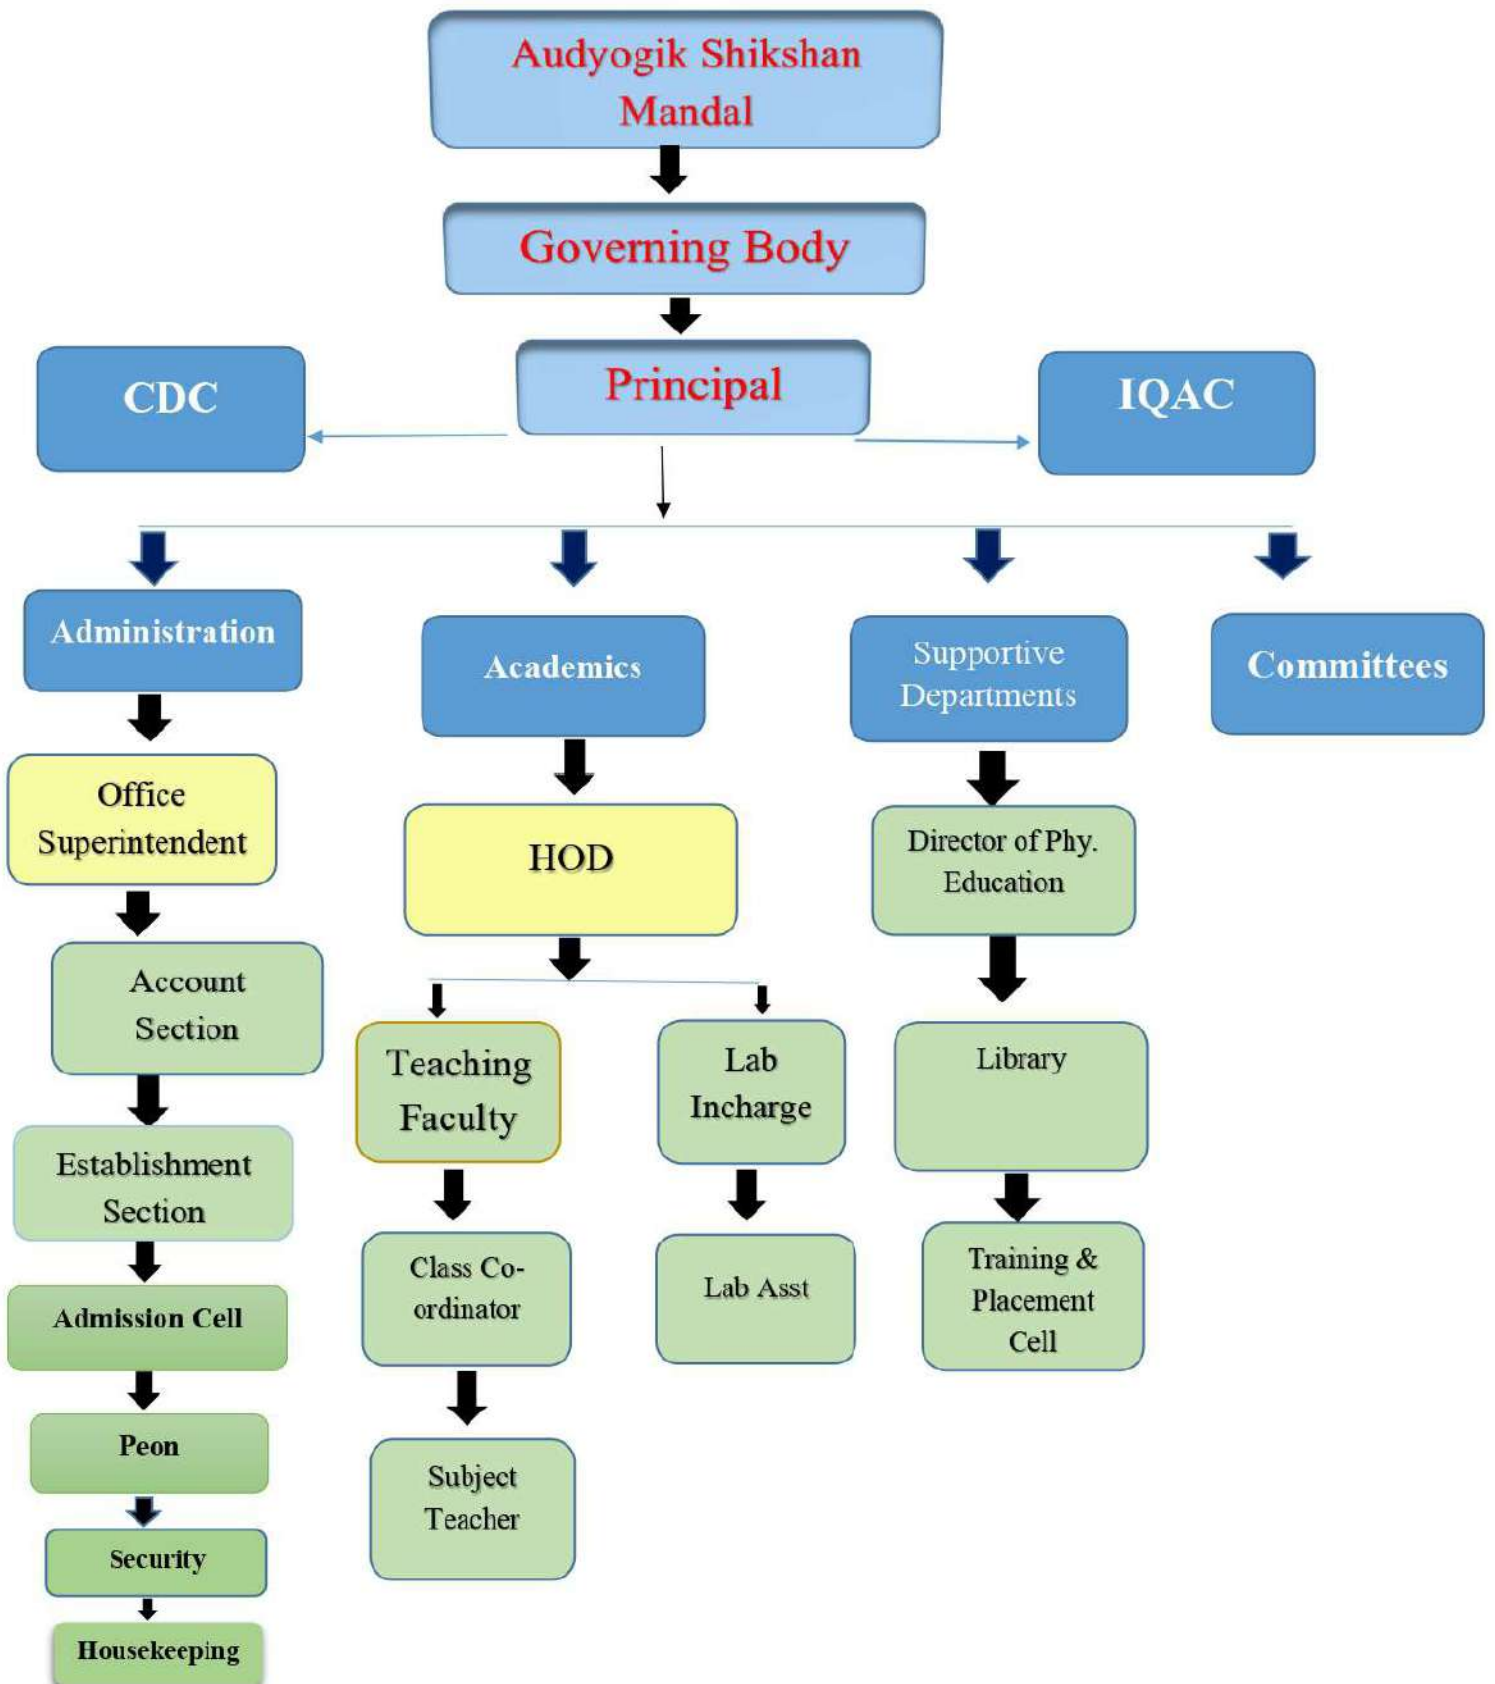 Audyogik Shikshan
Mandal
Governing Body
Principal
CDC
IQAC
Administration
Academics
Supportive
Departments
Committees
Office
Superintendent
HOD
Director of Phy.
Education
Account
Section
Teaching
Faculty
Lab
Incharge
Library
Establishment
Section
Class Co-
ordinator
Lab Asst
Training &
Placement
Cell
Admission Cell
Peon
Subject
Teacher
Security
Housekeeping